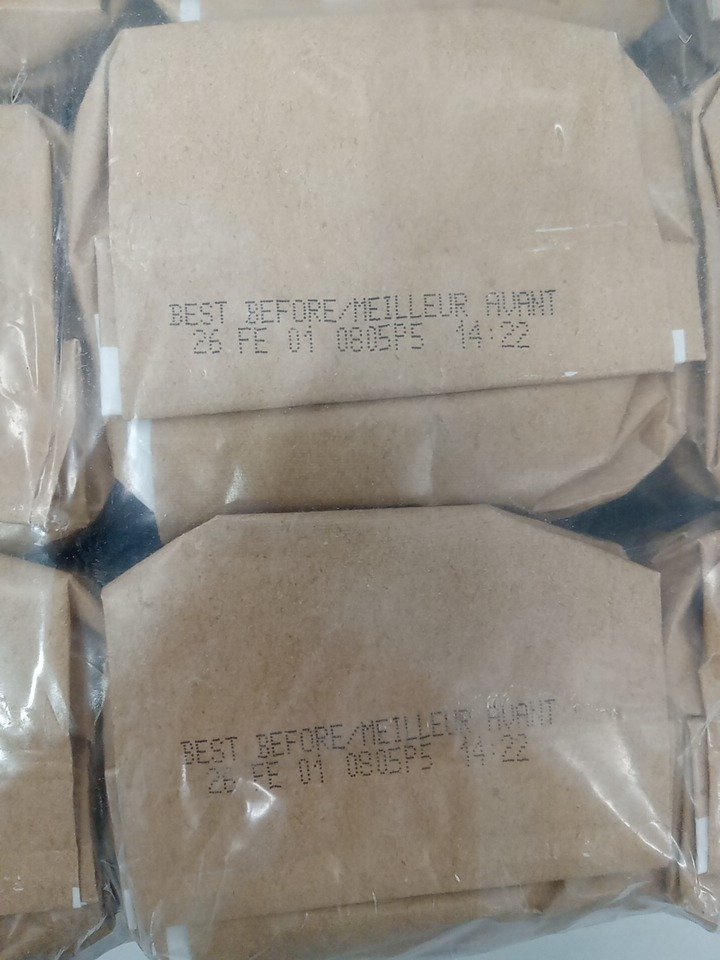 BEST BEFORE/MEILLEUR AVANT
26 FE 01 0805P5 14:22
BEST BEFORE/MEILLEUR AVANT
26 FE 01 0805P5 14:22